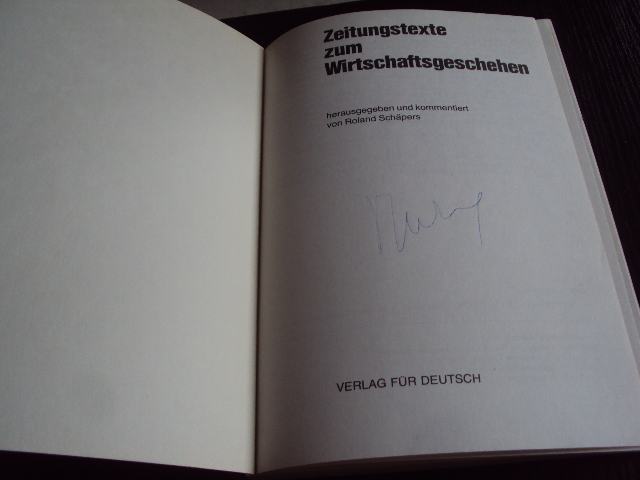 Zeitungstexte
zum
Wirtschaftsgeschehen
herausgegeben und kommentiert
von Roland Schäpers
VERLAG FÜR DEUTSCH